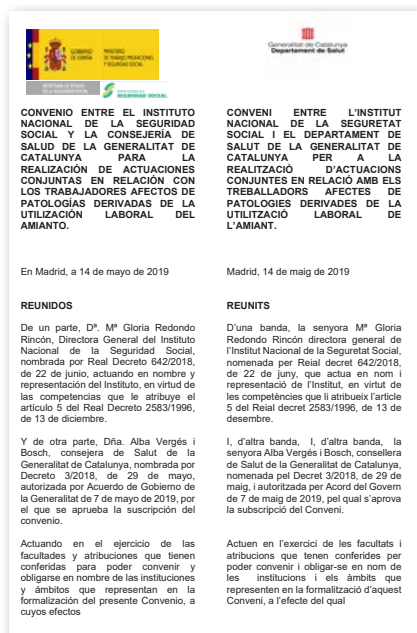 GOBIERNO
DE ESPAÑA
MINISTERIO
DE TRABAJO, MIGRACIONES
Y SEGURIDAD SOCIAL
SECRETARÍA DE ESTADO
DE LA SEGURIDAD SOCIAL
SEGURIDAD SOCIAL
CONVENIO ENTRE EL INSTITUTO
NACIONAL DE LA SEGURIDAD
SOCIAL Y LA CONSEJERÍA DE
SALUD DE LA GENERALITAT DE
CATALUNYA PARA LA
REALIZACIÓN DE ACTUACIONES
CONJUNTAS EN RELACIÓN CON
LOS TRABAJADORES AFECTOS DE
PATOLOGÍAS DERIVADAS DE LA
UTILIZACIÓN LABORAL DEL
AMIANTO.
En Madrid, a 14 de mayo de 2019
REUNIDOS
De un parte, Dª. Mª Gloria Redondo
Rincón, Directora General del Instituto
Nacional de la Seguridad Social,
nombrada por Real Decreto 642/2018,
de 22 de junio, actuando en nombre y
representación del Instituto, en virtud de
las competencias que le atribuye el
artículo 5 del Real Decreto 2583/1996,
de 13 de diciembre.
Y de otra parte, Dña. Alba Vergés i
Bosch, consejera de Salut de la
Generalitat de Catalunya, nombrada por
Decreto 3/2018, de 29 de mayo,
autorizada por Acuerdo de Gobierno de
la Generalitat de 7 de mayo de 2019, por
el que se aprueba la suscripción del
convenio.
Actuando en el ejercicio de las
facultades y atribuciones que tienen
conferidas para poder convenir y
obligarse en nombre de las instituciones
y ámbitos que representan en la
formalización del presente Convenio, a
cuyos efectos
Generalitat de Catalunya
Departament de Salut
CONVENI ENTRE L'INSTITUT
NACIONAL DE LA SEGURETAT
SOCIAL I EL DEPARTAMENT DE
SALUT DE LA GENERALITAT DE
CATALUNYA PER A LA
REALITZACIÓ D'ACTUACIONS
CONJUNTES EN RELACIÓ AMB ELS
TREBALLADORS AFECTES DE
PATOLOGIES DERIVADES DE LA
UTILITZACIÓ LABORAL DE
L'AMIANT.
Madrid, 14 de maig de 2019
REUNITS
D'una banda, la senyora Mª Gloria
Redondo Rincón directora general de
l'Institut Nacional de la Seguretat Social,
nomenada per Reial decret 642/2018,
de 22 de juny, que actua en nom i
representació de l'Institut, en virtut de
les competències que li atribueix l'article
5 del Reial decret 2583/1996, de 13 de
desembre.
I, d'altra banda, I, d'altra banda, la
senyora Alba Vergés i Bosch, consellera
de Salut de la Generalitat de Catalunya,
nomenada pel Decret 3/2018, de 29 de
maig, i autoritzada per Acord del Govern
de 7 de maig de 2019, pel qual s'aprova
la subscripció del Conveni.
Actuen en l'exercici de les facultats i
atribucions que tenen conferides per
poder convenir i obligar-se en nom de
les institucions i els àmbits que
representen en la formalització d'aquest
Conveni, a l'efecte del qual